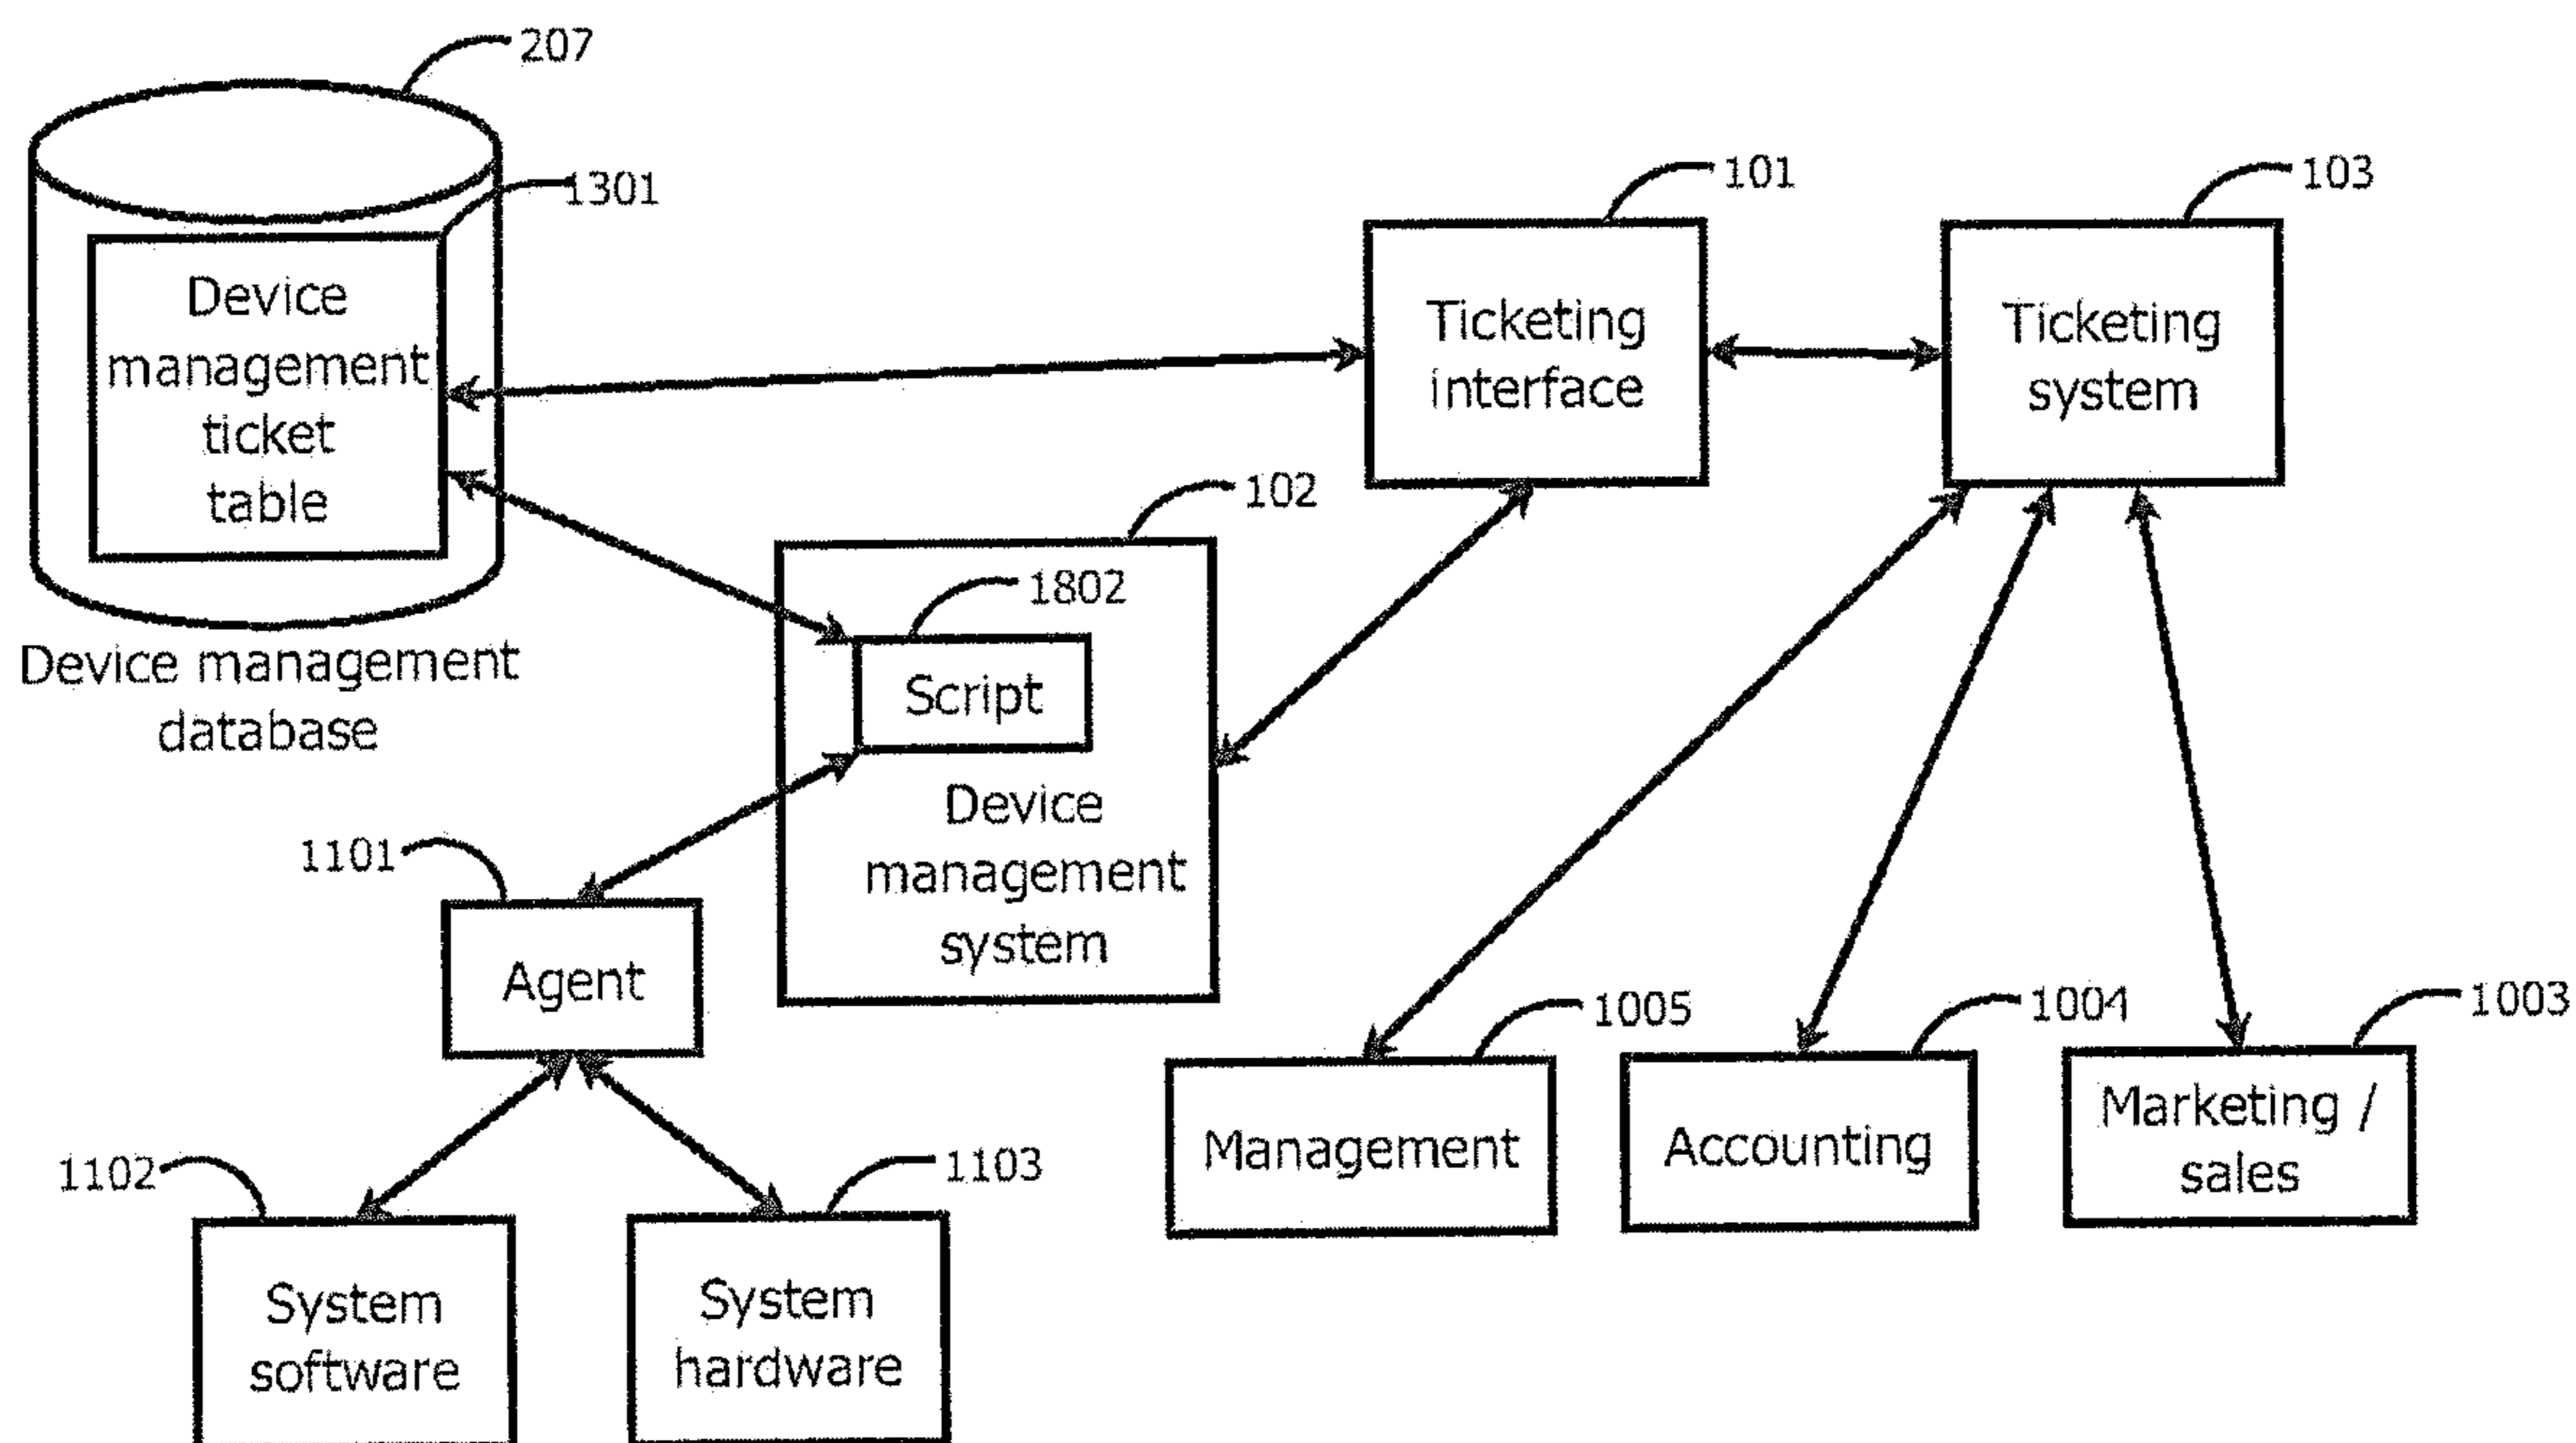 207
1301
Device
management
ticket
table
Device management
database
101
Ticketing
interface
103
Ticketing
system
102
1802
Script
Device
management
system
1101
Agent
1102
System
software
1103
System
hardware
1005
Management
1004
Accounting
1003
Marketing /
sales